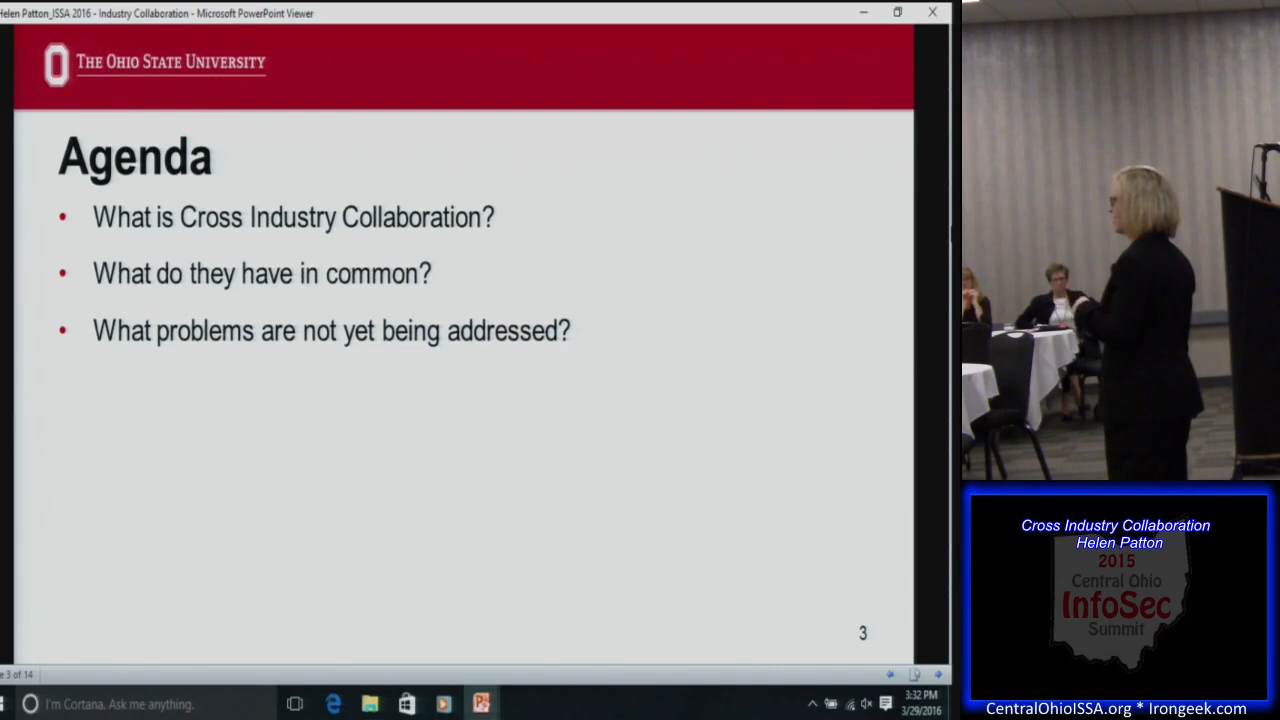 Helen Patton_ISSA 2016 - Industry Collaboration - Microsoft PowerPoint Viewer
THE OHIO STATE UNIVERSITY
Agenda
• What is Cross Industry Collaboration?
• What do they have in common?
• What problems are not yet being addressed?
3
e 3 of 14
I'm Cortana. Ask me anything.
3:32 PM
3/29/2016
Cross Industry Collaboration
Helen Patton
2015
Central Ohio
InfoSec
Summit
CentralOhioISSA.org * Irongeek.com